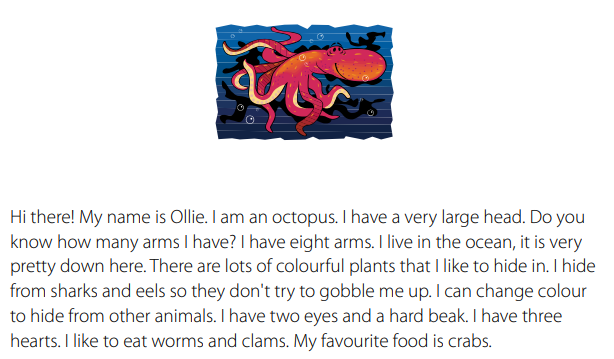 Hi there! My name is Ollie. I am an octopus. I have a very large head. Do you
know how many arms I have? I have eight arms. I live in the ocean, it is very
pretty down here. There are lots of colourful plants that I like to hide in. I hide
from sharks and eels so they don't try to gobble me up. I can change colour
to hide from other animals. I have two eyes and a hard beak. I have three
hearts. I like to eat worms and clams. My favourite food is crabs.